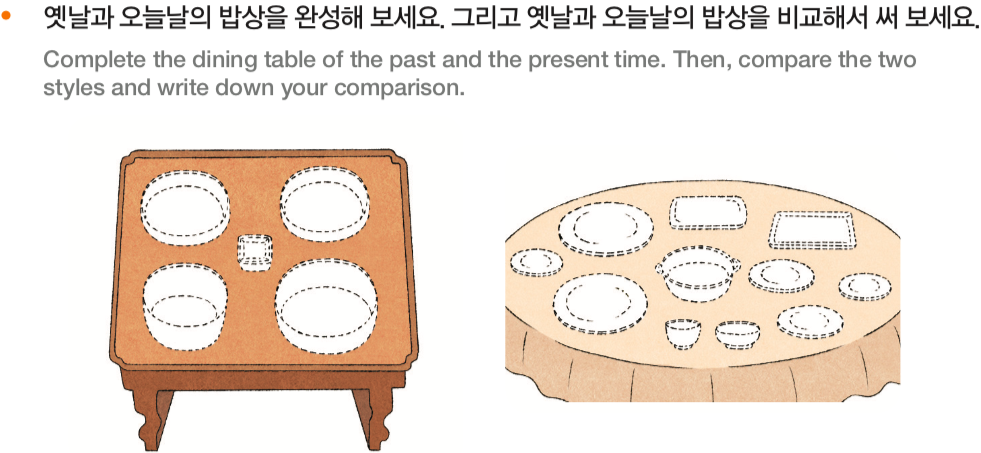 옛날과 오늘날의 밥상을 완성해 보세요. 그리고 옛날과 오늘날의 밥상을 비교해서 써 보세요.
Complete the dining table of the past and the present time. Then, compare the two
styles and write down your comparison.